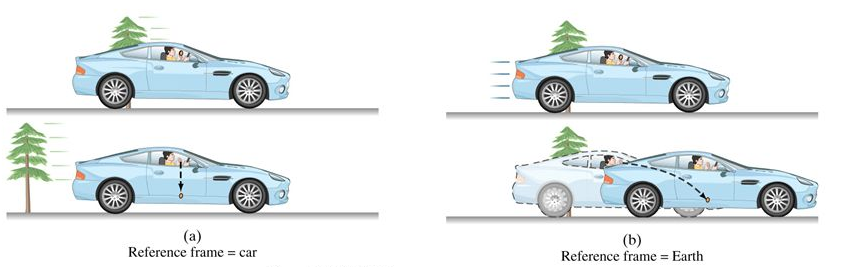 (a)
Reference frame = car
(b)
Reference frame = Earth